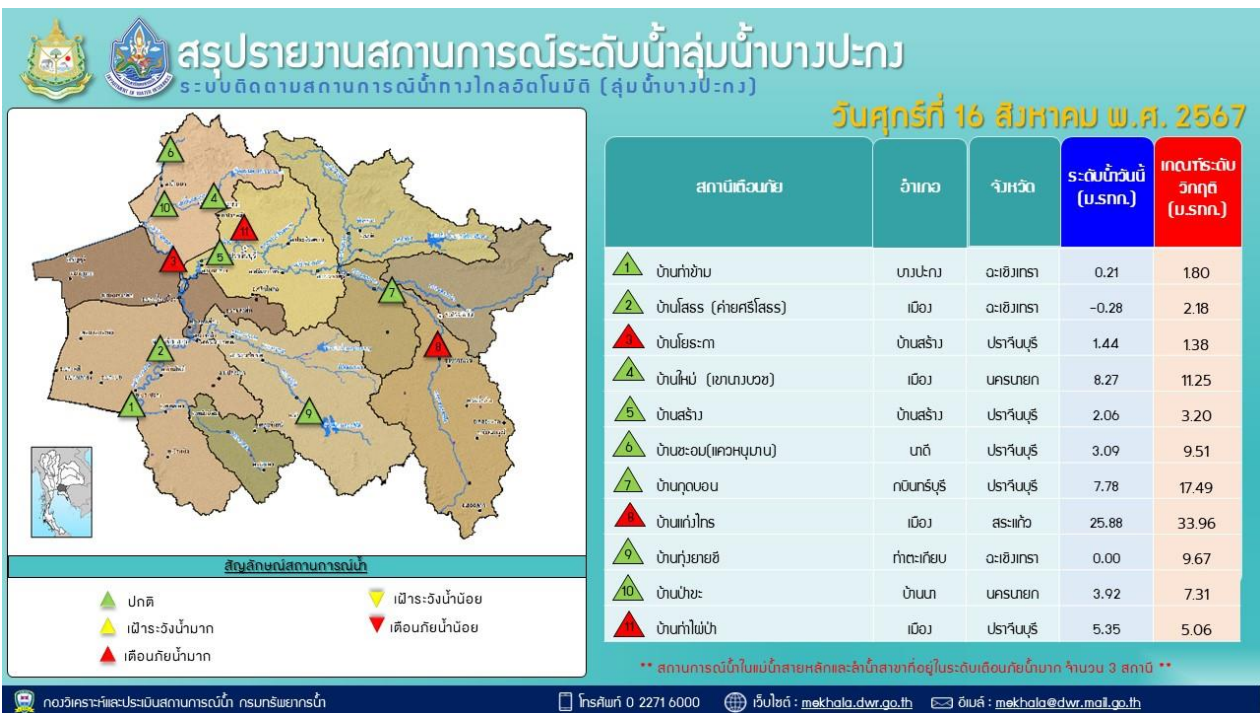 สรุปรายงานสถานการณ์ระดับน้ำลุ่มน้ำบางปะกง
ระบบติดตามสถานการณ์น้ำทางไกลอัตโนมัติ (ลุ่มน้ำบางปะกง)
วันศุกร์ที่ 16 สิงหาคม พ.ศ. 2567
6
4
10
11
3
5
7
8
2
1
9
สัญลักษณ์สถานการณ์น้ำ
ปกติ
เฝ้าระวังน้ำน้อย
เฝ้าระวังน้ำมาก
เตือนภัยน้ำน้อย
เตือนภัยน้ำมาก
สถานีเตือนภัย อำเภอ จังหวัด ระดับน้ำวันนี้ (ม.รทก.) เกณฑ์ระดับวิกฤติ (ม.รทก.)
1 บ้านท่าข้าม บางปะกง ฉะเชิงเทรา 0.21 1.80
2 บ้านโสธร (ค่ายศรีโสธร) เมือง ฉะเชิงเทรา -0.28 2.18
3 บ้านโยธะกา บ้านสร้าง ปราจีนบุรี 1.44 1.38
4 บ้านใหม่ (เขานางบวช) เมือง นครนายก 8.27 11.25
5 บ้านสร้าง บ้านสร้าง ปราจีนบุรี 2.06 3.20
6 บ้านชะอม(แควหนุมาน) นาดี ปราจีนบุรี 3.09 9.51
7 บ้านกุดบอน กบินทร์บุรี ปราจีนบุรี 7.78 17.49
8 บ้านแก่งไทร เมือง สระแก้ว 25.88 33.96
9 บ้านทุ่งยายชี ท่าตะเกียบ ฉะเชิงเทรา 0.00 9.67
10 บ้านป่าขะ บ้านนา นครนายก 3.92 7.31
11 บ้านท่าไผ่ป่า เมือง ปราจีนบุรี 5.35 5.06
** สถานการณ์น้ำในแม่น้ำสายหลักและลำน้ำสาขาที่อยู่ในระดับเตือนภัยน้ำมาก จำนวน 3 สถานี **
กองวิเคราะห์และประเมินสถานการณ์น้ำ กรมทรัพยากรน้ำ
โทรศัพท์ 0 2271 6000
เว็บไซต์ : mekhala.dwr.go.th
อีเมล์ : mekhala@dwr.mail.go.th